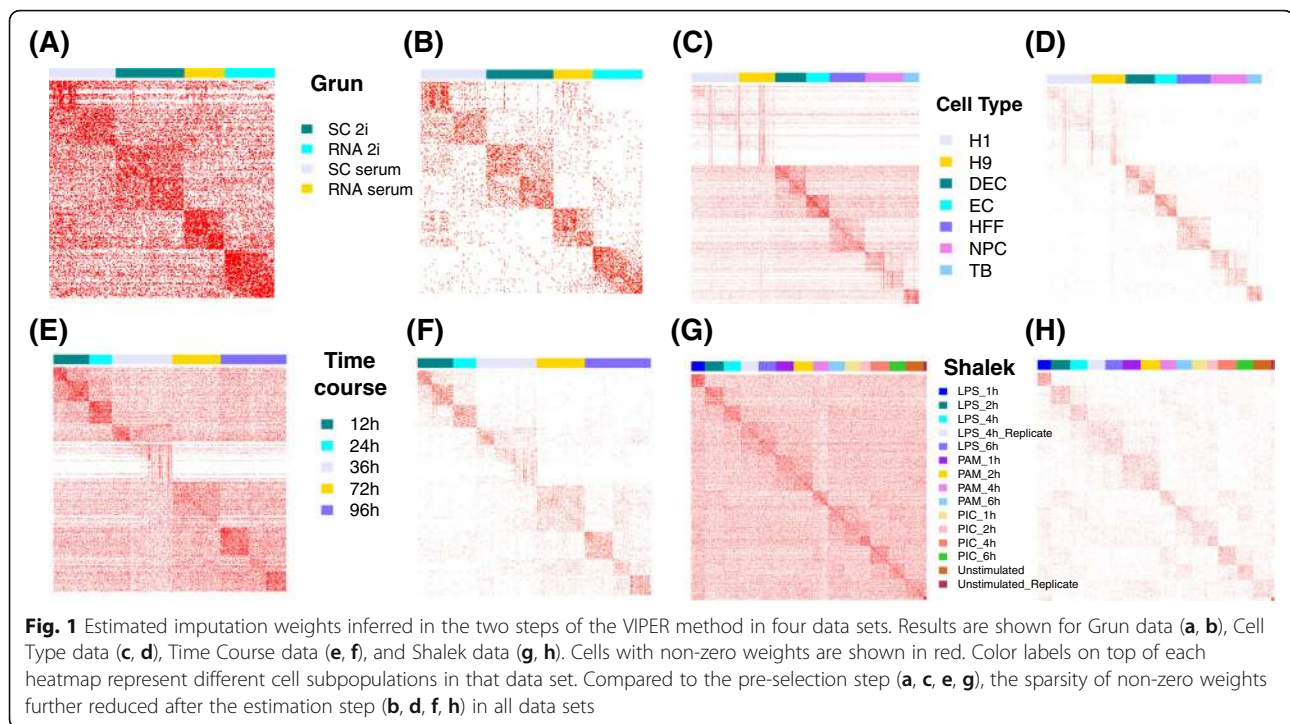 (A)
(B)
(C)
(D)
Grun
SC 2i
RNA 2i
SC serum
RNA serum
Cell Type
H1
H9
DEC
EC
HFF
NPC
TB
(E)
(F)
(G)
(H)
Time
course
12h
24h
36h
72h
96h
Shalek
LPS_1h
LPS_2h
LPS_4h
LPS_4h_Replicate
LPS_6h
PAM_1h
PAM_2h
PAM_4h
PAM_6h
PIC_1h
PIC_2h
PIC_4h
PIC_6h
Unstimulated
Unstimulated_Replicate
Fig. 1 Estimated imputation weights inferred in the two steps of the VIPER method in four data sets. Results are shown for Grun data (a, b), Cell
Type data (c, d), Time Course data (e, f), and Shalek data (g, h). Cells with non-zero weights are shown in red. Color labels on top of each
heatmap represent different cell subpopulations in that data set. Compared to the pre-selection step (a, c, e, g), the sparsity of non-zero weights
further reduced after the estimation step (b, d, f, h) in all data sets